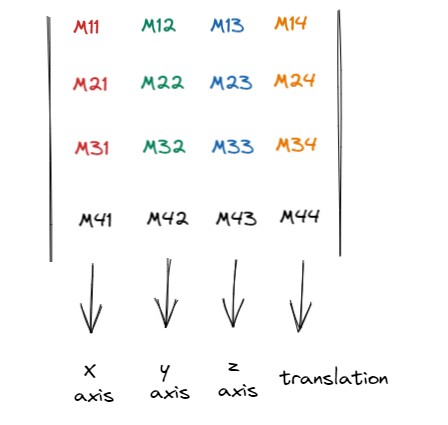 M11 M12 M13 M14
M21 M22 M23 M24
M31 M32 M33 M34
M41 M42 M43 M44
x y z translation
axis axis axis